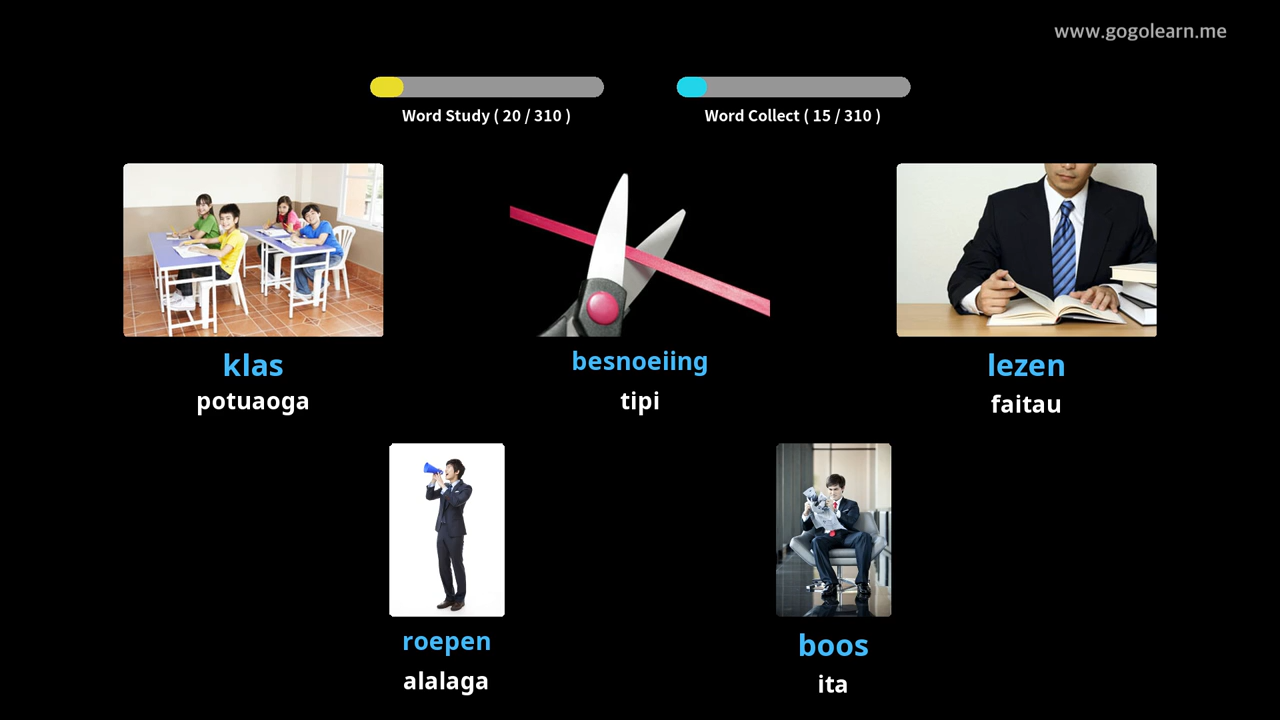 www.gogolearn.me
Word Study ( 20 / 310 )
Word Collect ( 15 / 310 )
klas
potuaoga
besnoeiing
tipi
lezen
faitau
roepen
alalaga
boos
ita